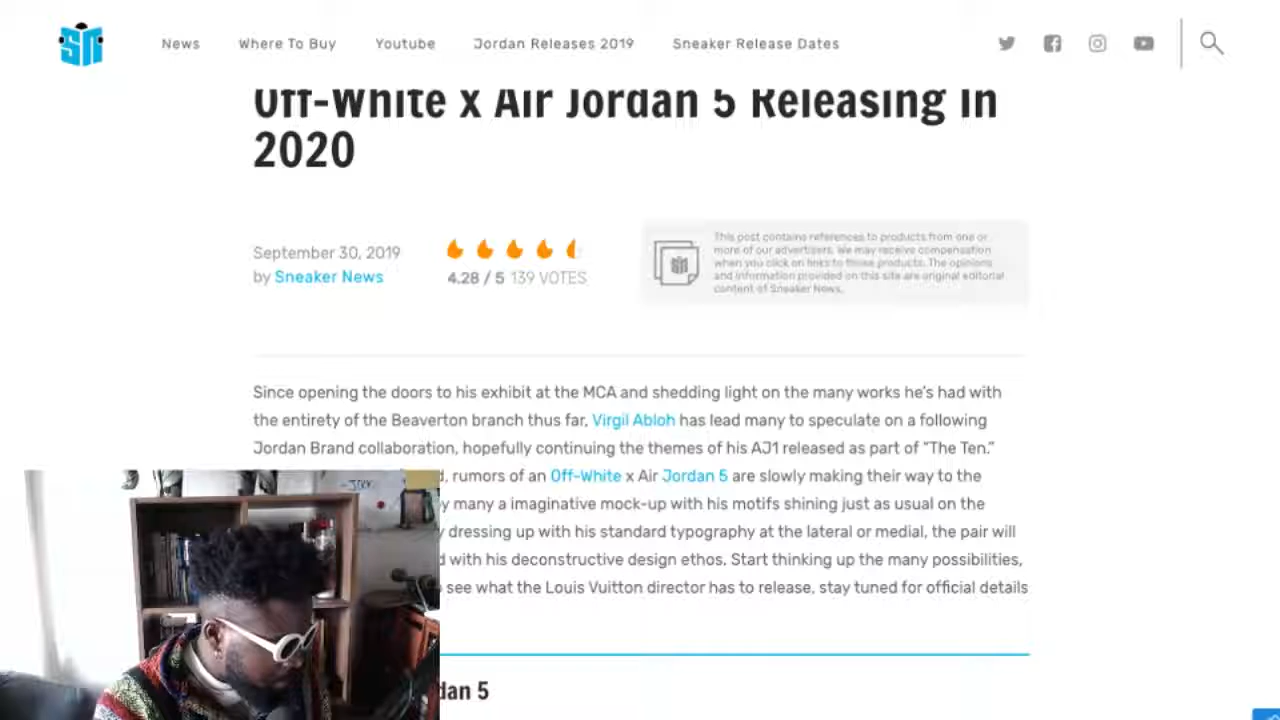 SN
News Where To Buy Youtube Jordan Releases 2019 Sneaker Release Dates
Off-White x Air Jordan 5 Releasing In
2020
September 30, 2019
by Sneaker News
4.28 / 5 139 VOTES
This post contains references to products from one or
more of our advertisers. We may receive compensation
when you click on links to those products. The opinions
and information provided on this site are original editorial
content of Sneaker News.
Since opening the doors to his exhibit at the MCA and shedding light on the many works he's had with
the entirety of the Beaverton branch thus far, Virgil Abloh has lead many to speculate on a following
Jordan Brand collaboration, hopefully continuing the themes of his AJ1 released as part of "The Ten."
, rumors of an Off-White x Air Jordan 5 are slowly making their way to the
many a imaginative mock-up with his motifs shining just as usual on the
dressing up with his standard typography at the lateral or medial, the pair will
with his deconstructive design ethos. Start thinking up the many possibilities,
see what the Louis Vuitton director has to release, stay tuned for official details
dan 5